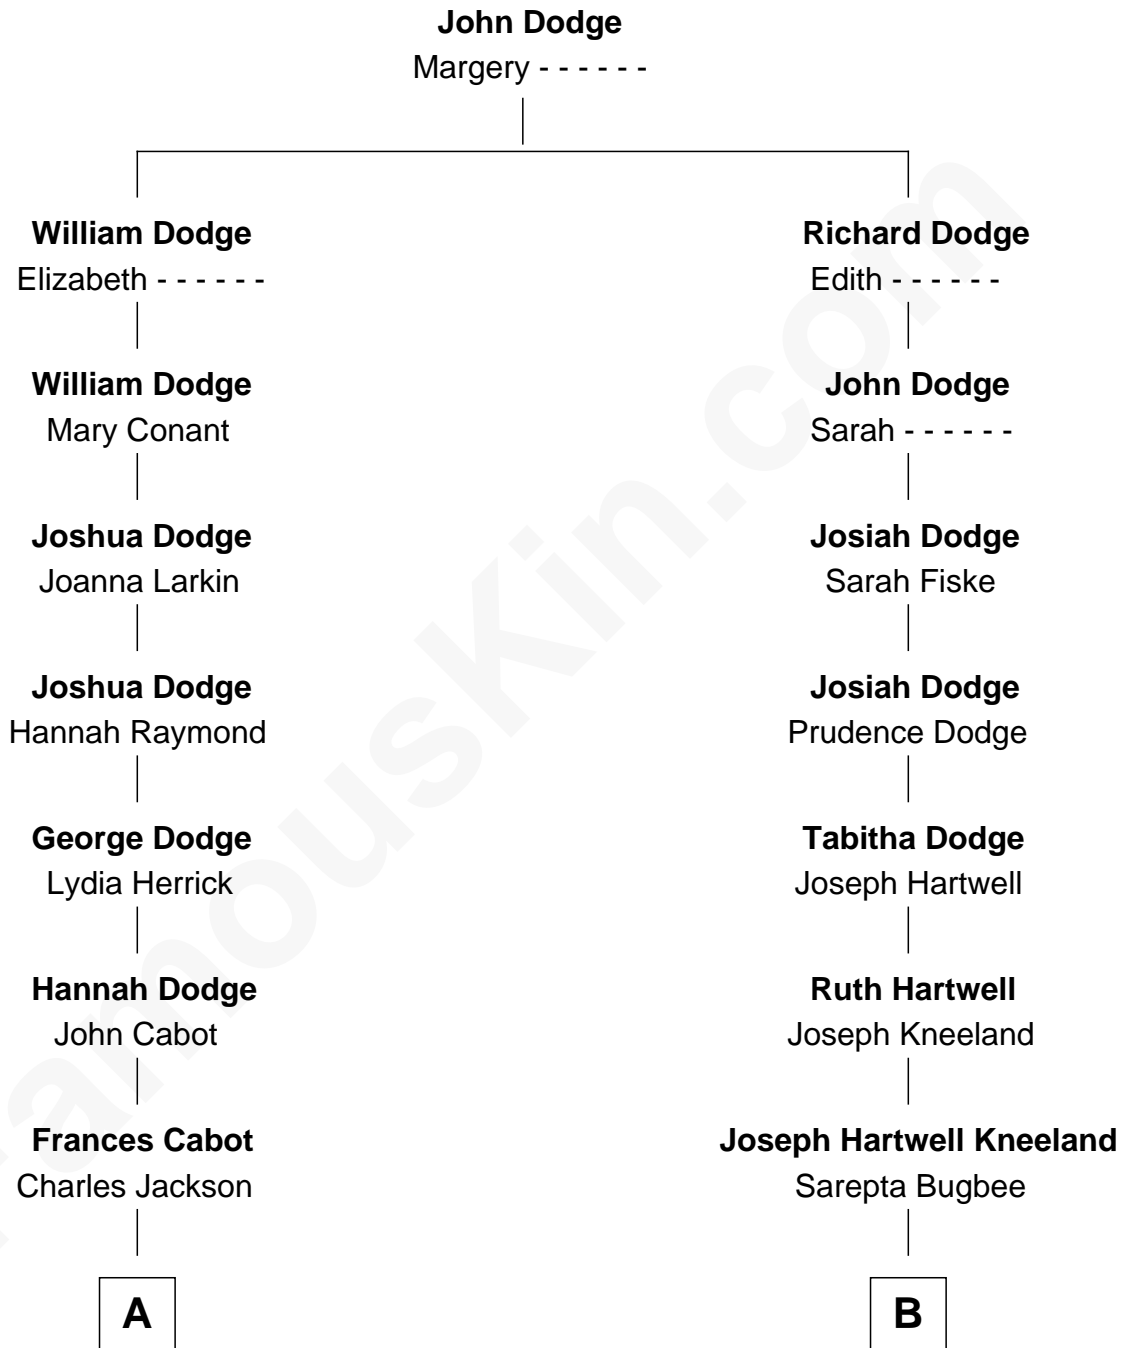 John Dodge
Margery - - - - - -
William Dodge
Elizabeth - - - - - -
Richard Dodge
Edith - - - - - -
William Dodge
Mary Conant
John Dodge
Sarah - - - - - -
Joshua Dodge
Joanna Larkin
Josiah Dodge
Sarah Fiske
Joshua Dodge
Hannah Raymond
Josiah Dodge
Prudence Dodge
George Dodge
Lydia Herrick
Tabitha Dodge
Joseph Hartwell
Hannah Dodge
John Cabot
Ruth Hartwell
Joseph Kneeland
Frances Cabot
Charles Jackson
Joseph Hartwell Kneeland
Sarepta Bugbee
A
B
FamousKin.com